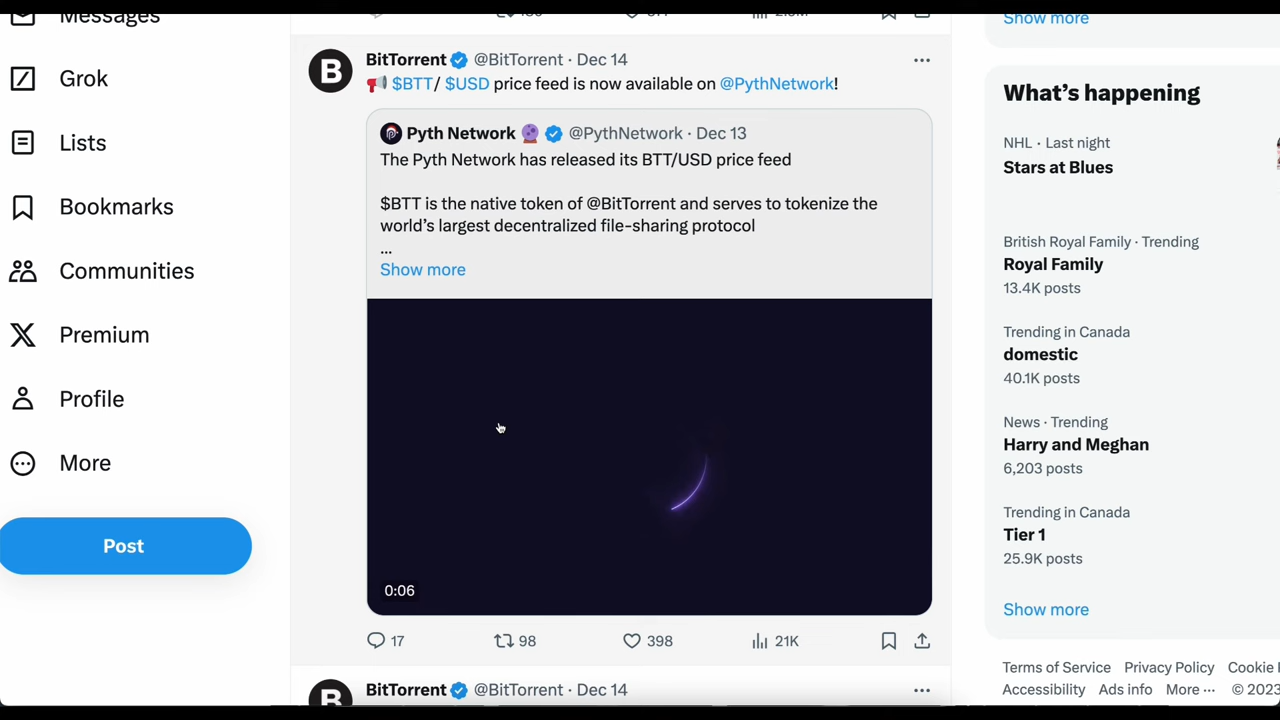 Messages
Grok
Lists
Bookmarks
Communities
Premium
Profile
More
Post
BitTorrent @BitTorrent · Dec 14
$BTT/ $USD price feed is now available on @PythNetwork!
Pyth Network @PythNetwork · Dec 13
The Pyth Network has released its BTT/USD price feed
$BTT is the native token of @BitTorrent and serves to tokenize the
world's largest decentralized file-sharing protocol
...
Show more
0:06
17 98 398 21K
BitTorrent @BitTorrent · Dec 14
Show more
What's happening
NHL · Last night
Stars at Blues
British Royal Family · Trending
Royal Family
13.4K posts
Trending in Canada
domestic
40.1K posts
News · Trending
Harry and Meghan
6,203 posts
Trending in Canada
Tier 1
25.9K posts
Show more
Terms of Service Privacy Policy Cookie
Accessibility Ads info More ··· © 2023